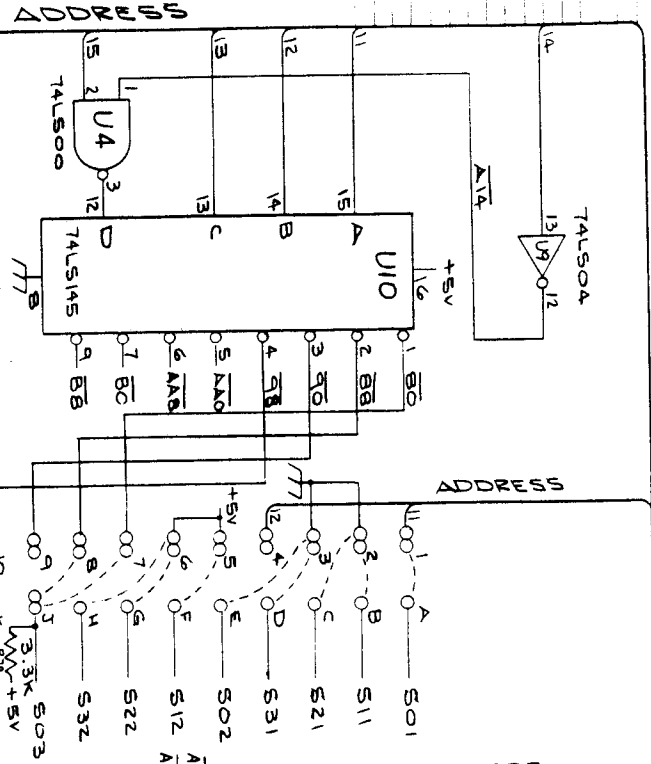 ADDRESS
15
13
12
11
14
2
1
U4
74LS00
3
A14
13
74LS04
U9
12
12
13
14
15
D
C
B
A
U10
74LS145
8
16
+5V
9
7
6
5
4
3
2
1
B8
BC
AA8
AA0
98
90
88
80
ADDRESS
+5V
12
11
9
8
7
6
5
4
3
2
1
J
H
G
F
E
D
C
B
A
3.3K
+5V
S03
S32
S22
S12
S02
S31
S21
S11
S01
A
A